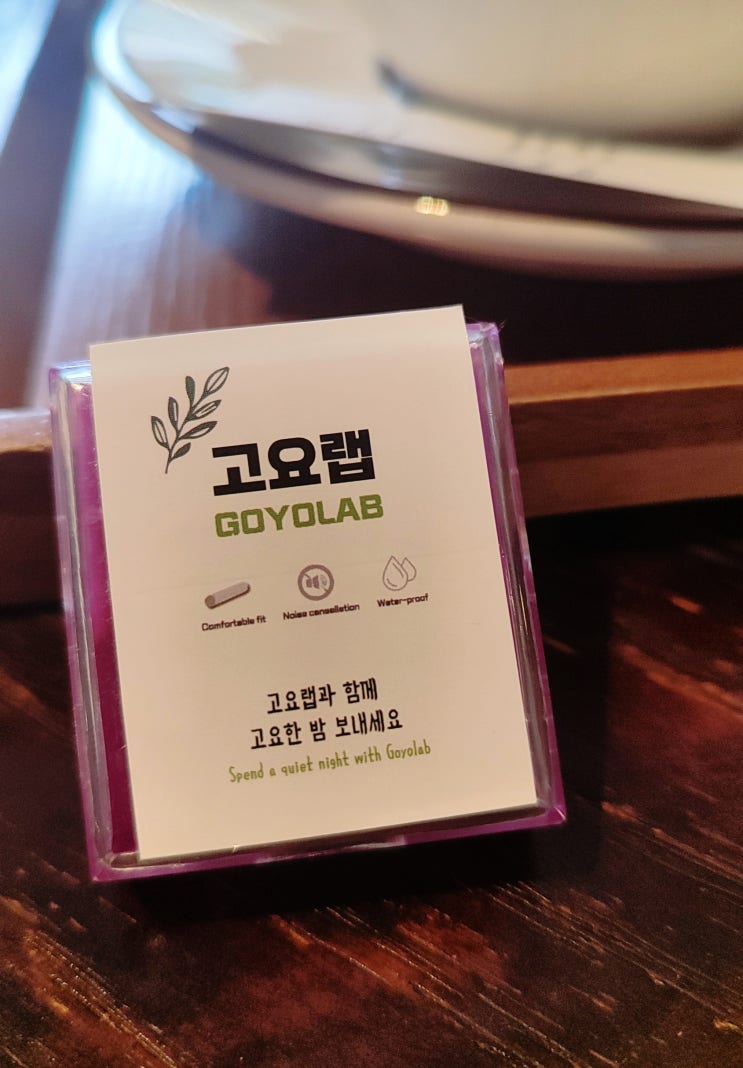 고요랩
GOYOLAB
Comfortable fit
Noise cansellation
Water-proof
고요랩과 함께
고요한 밤 보내세요
Spend a quiet night with Goyolab